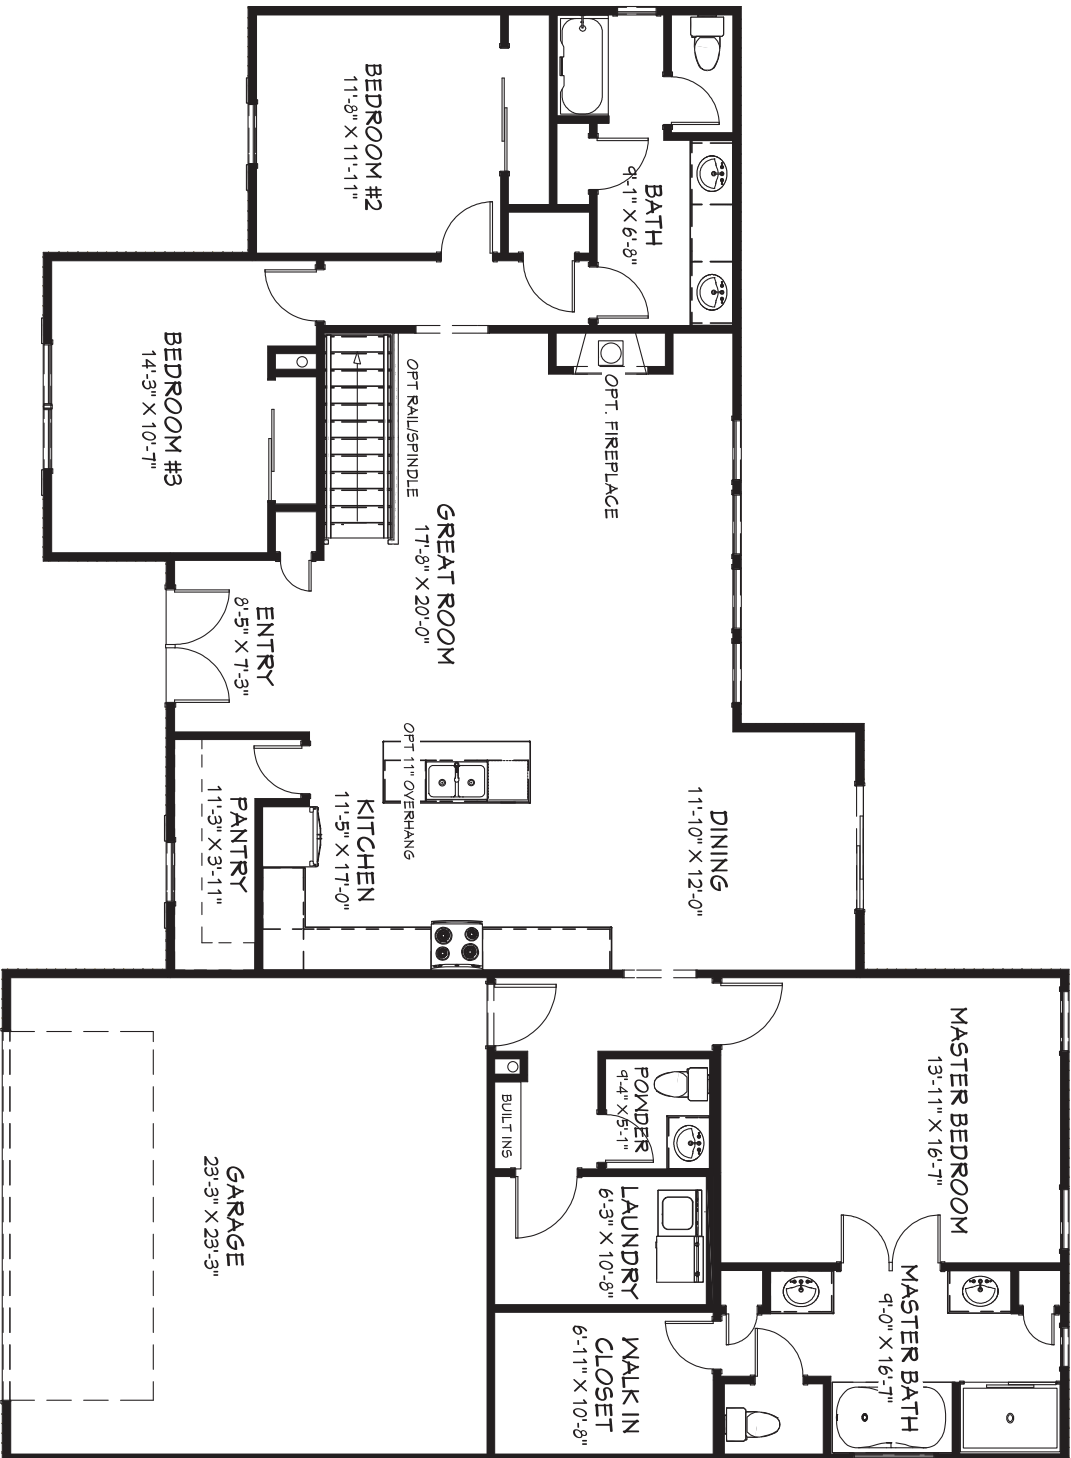 BEDROOM #2
11'-8" X 11'-11"
BATH
9'-1" X 6'-8"
BEDROOM #3
14'-3" X 10'-7"
OPT RAIL/SPINDLE
OPT. FIREPLACE
GREAT ROOM
17'-8" X 20'-0"
ENTRY
8'-5" X 7'-3"
OPT 11" OVERHANG
PANTRY
11'-3" X 3'-11"
KITCHEN
11'-5" X 17'-0"
DINING
11'-10" X 12'-0"
MASTER BEDROOM
13'-11" X 16'-7"
POWDER
9'-4" X 5'-1"
BUILT INS
GARAGE
23'-3" X 23'-3"
LAUNDRY
6'-3" X 10'-8"
MASTER BATH
9'-0" X 16'-7"
WALK IN
CLOSET
6'-11" X 10'-8"